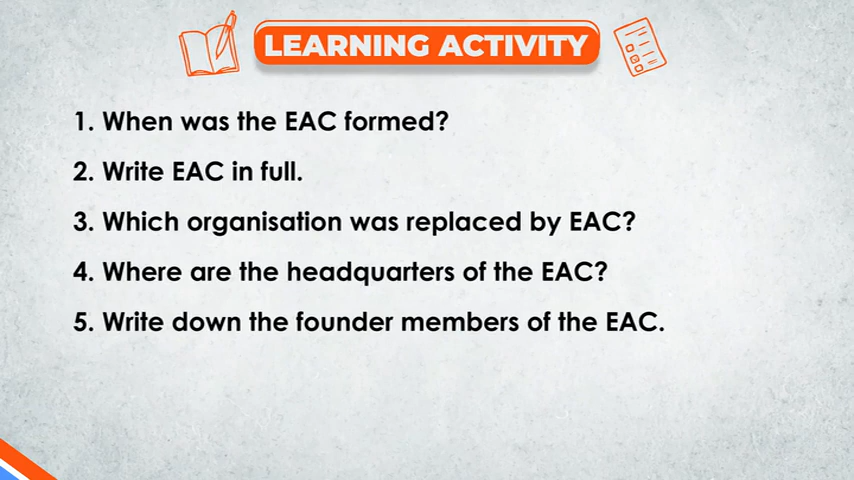 LEARNING ACTIVITY
1. When was the EAC formed?
2. Write EAC in full.
3. Which organisation was replaced by EAC?
4. Where are the headquarters of the EAC?
5. Write down the founder members of the EAC.